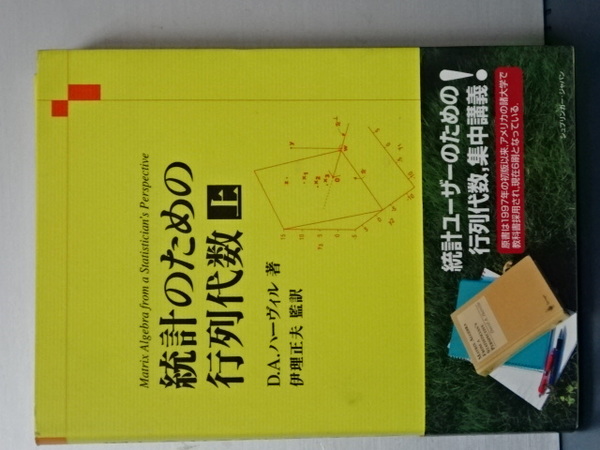 Matrix Algebra from a Statistician's Perspective
統計のための
行列代数 上
D.A.ハーヴィル 著
伊理正夫 監訳
統計ユーザーのための
行列代数,集中講義!
原書は1997年の初版以来、アメリカの諸大学で
教科書採用され、現在6刷となっている。
シュプリンガー・ジャパン